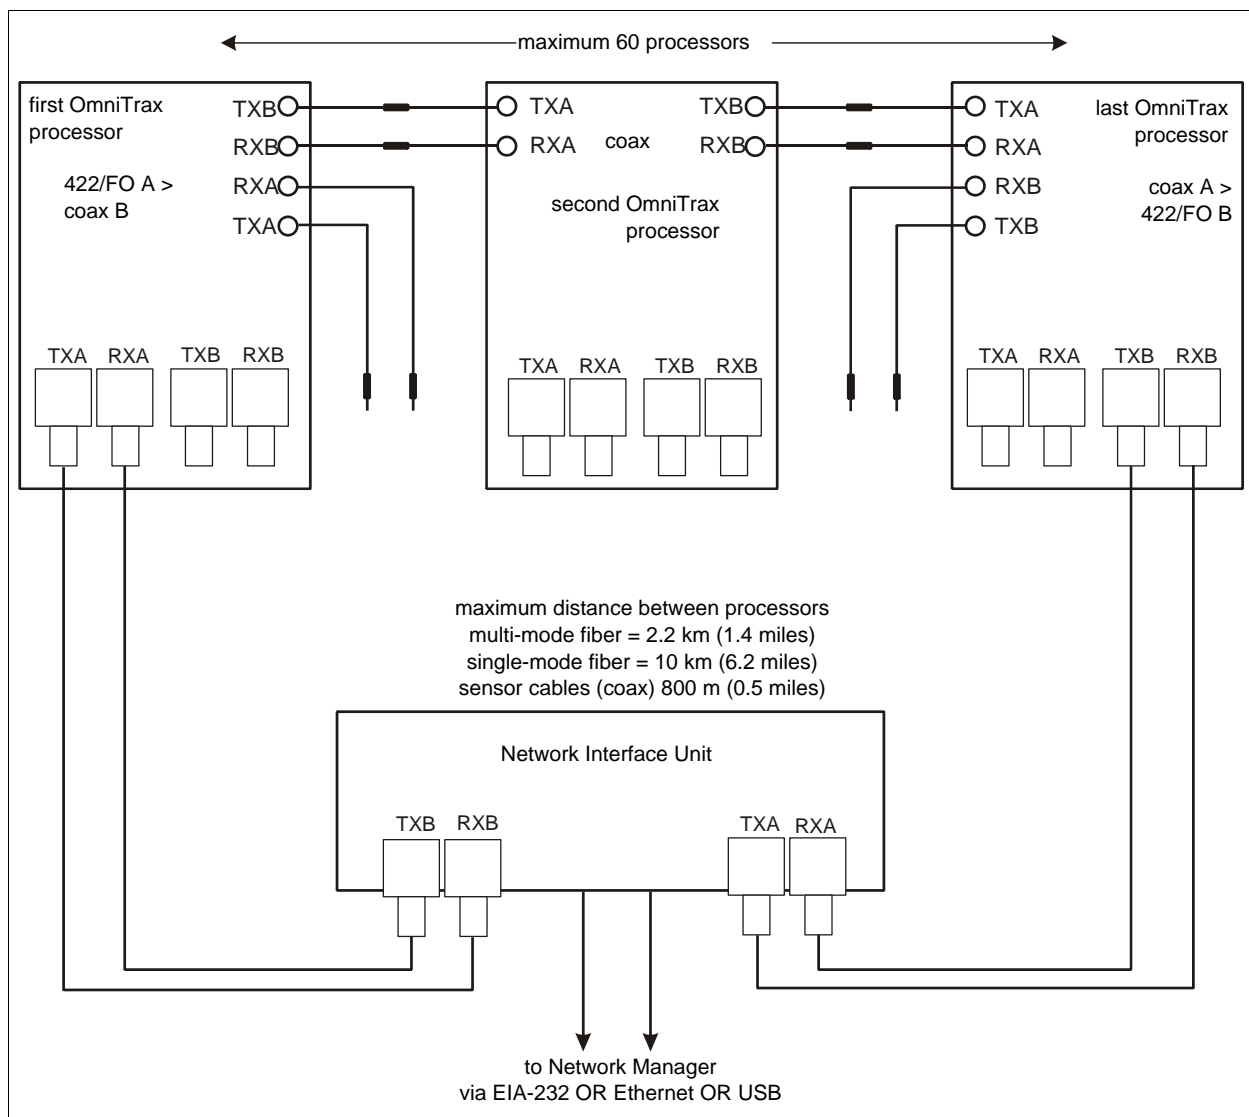 maximum 60 processors
first OmniTrax
processor
TXB
RXB
RXA
TXA
422/FO A >
coax B
TXA RXA TXB RXB
TXA
RXA
coax
TXB
RXB
second OmniTrax
processor
TXA RXA TXB RXB
TXA
RXA
RXB
TXB
last OmniTrax
processor
coax A >
422/FO B
TXA RXA TXB RXB
maximum distance between processors
multi-mode fiber = 2.2 km (1.4 miles)
single-mode fiber = 10 km (6.2 miles)
sensor cables (coax) 800 m (0.5 miles)
Network Interface Unit
TXB RXB TXA RXA
to Network Manager
via EIA-232 OR Ethernet OR USB